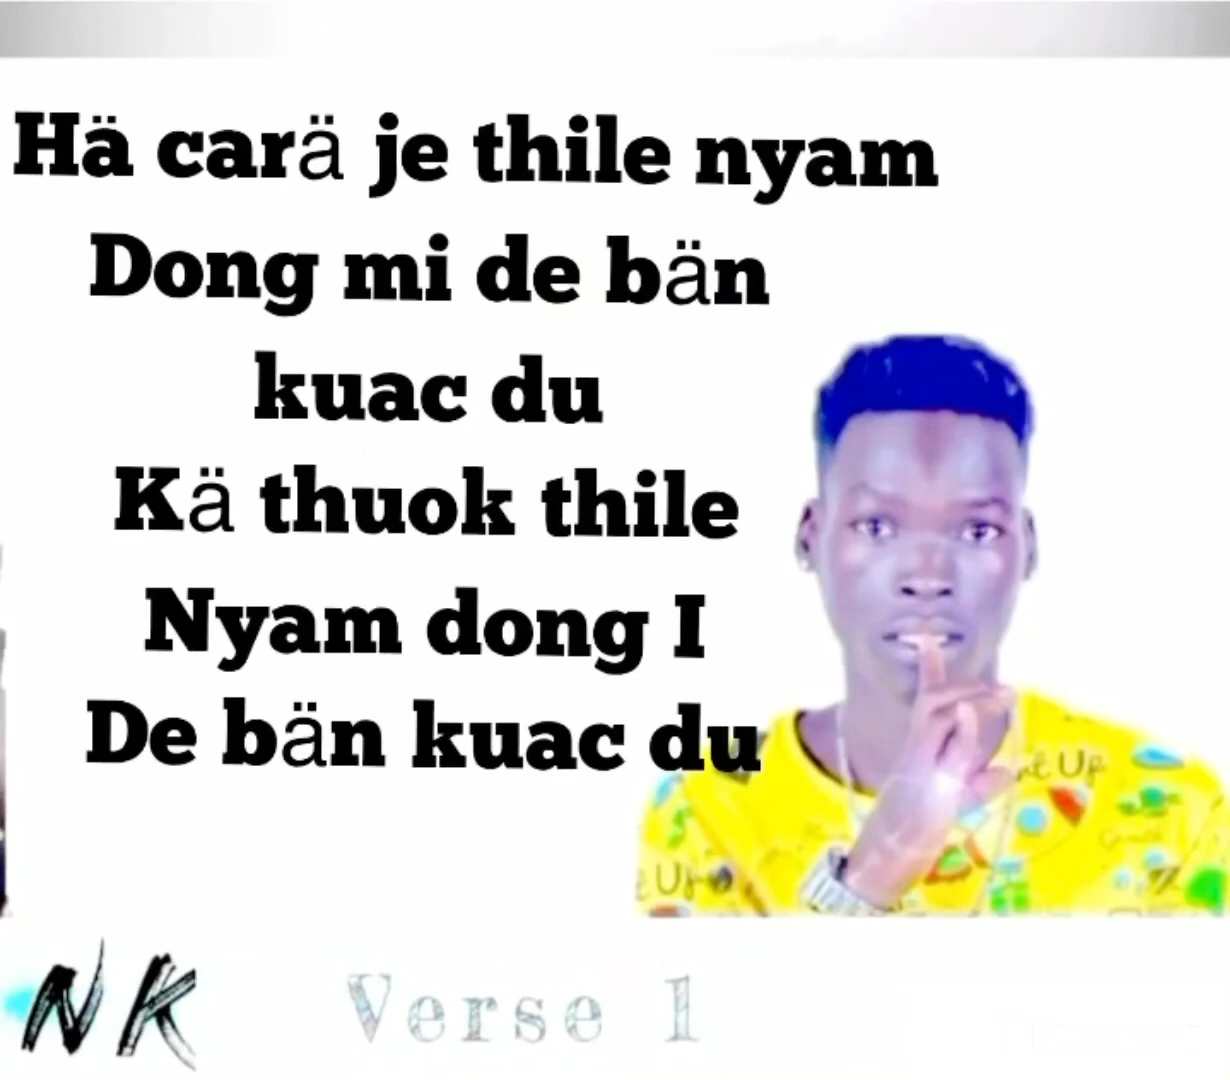 Hä carä je thile nyam
Dong mi de bän
kuac du
Kä thuok thile
Nyam dong I
De bän kuac du
NK
Verse 1